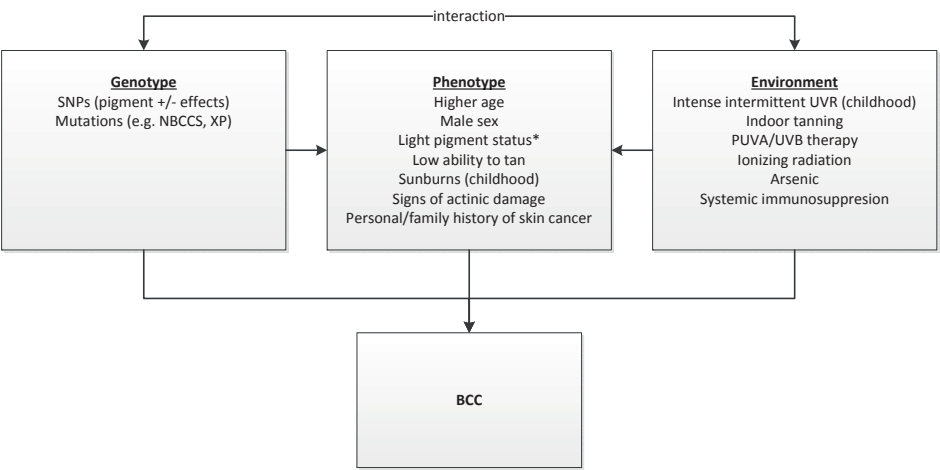 interaction
Genotype
SNPs (pigment +/- effects)
Mutations (e.g. NBCCS, XP)
Phenotype
Higher age
Male sex
Light pigment status*
Low ability to tan
Sunburns (childhood)
Signs of actinic damage
Personal/family history of skin cancer
Environment
Intense intermittent UVR (childhood)
Indoor tanning
PUVA/UVB therapy
Ionizing radiation
Arsenic
Systemic immunosuppresion
BCC